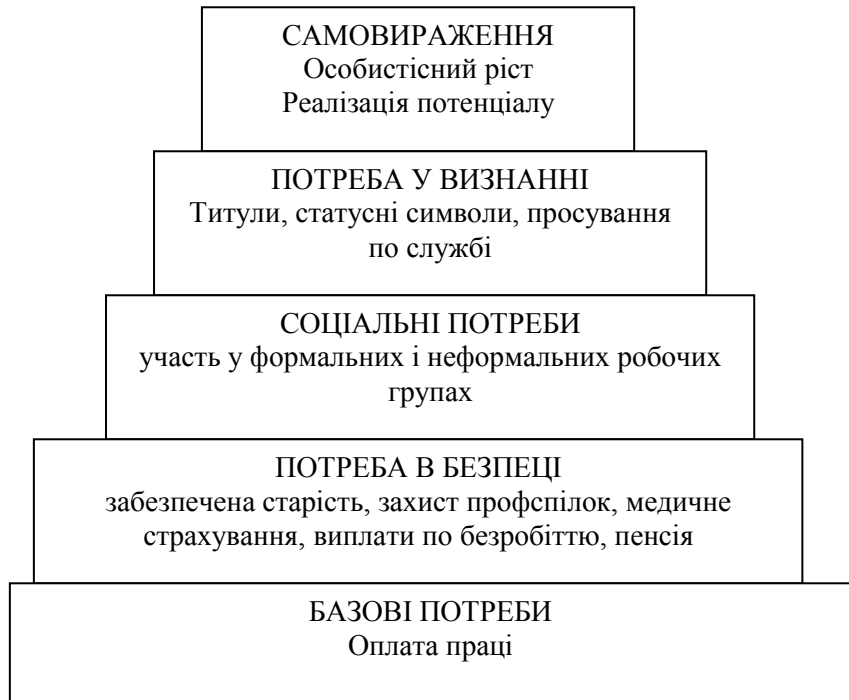 САМОВИРАЖЕННЯ
Особистісний ріст
Реалізація потенціалу
ПОТРЕБА У ВИЗНАННІ
Титули, статусні символи, просування
по службі
СОЦІАЛЬНІ ПОТРЕБИ
участь у формальних і неформальних робочих
групах
ПОТРЕБА В БЕЗПЕЦІ
забезпечена старість, захист профспілок, медичне
страхування, виплати по безробіттю, пенсія
БАЗОВІ ПОТРЕБИ
Оплата праці